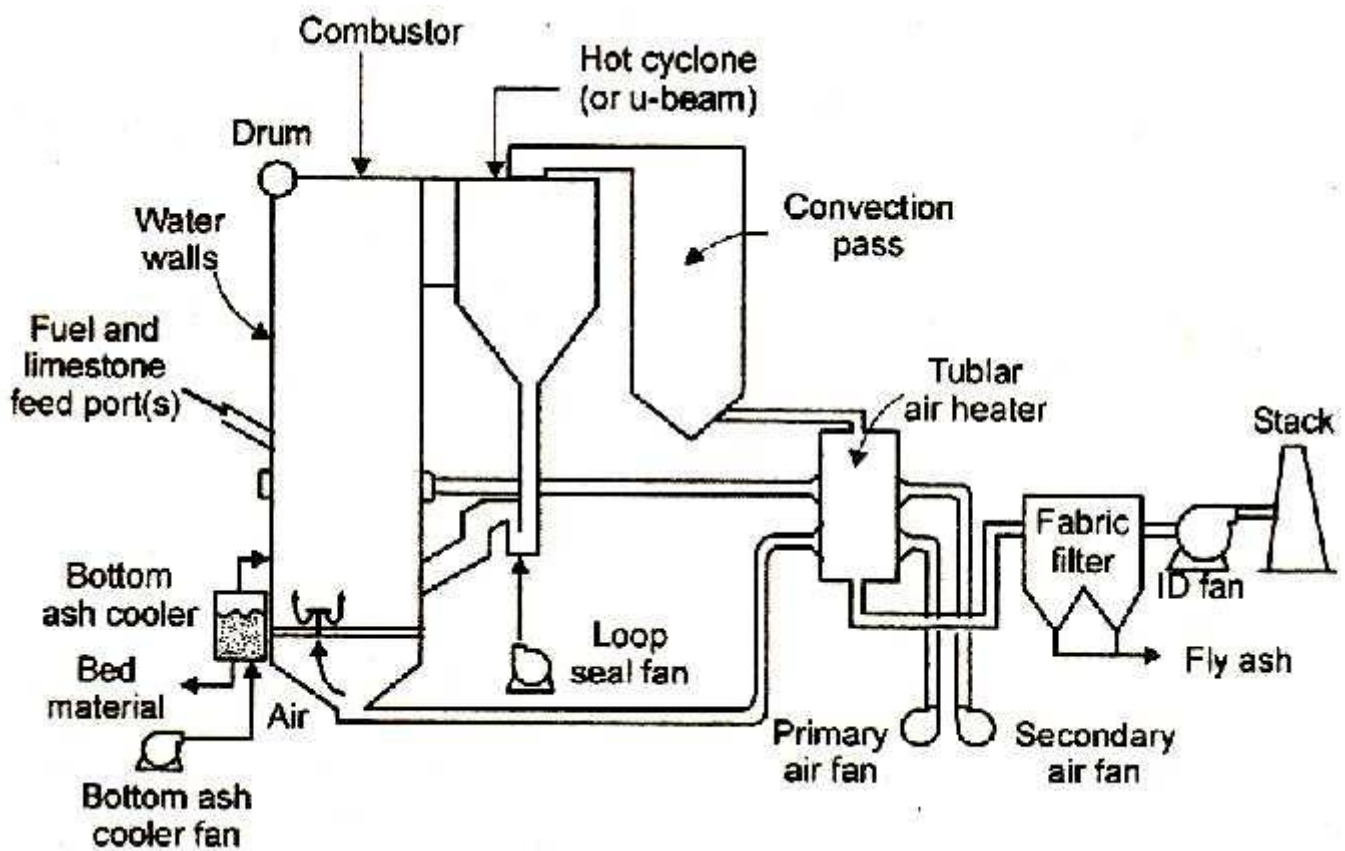 Combustor
Hot cyclone
(or u-beam)
Drum
Water
walls
Convection
pass
Fuel and
limestone
feed port(s)
Tublar
air heater
Stack
Fabric
filter
ID fan
Bottom
ash cooler
Loop
seal fan
Fly ash
Bed
material
Air
Primary
air fan
Secondary
air fan
Bottom ash
cooler fan